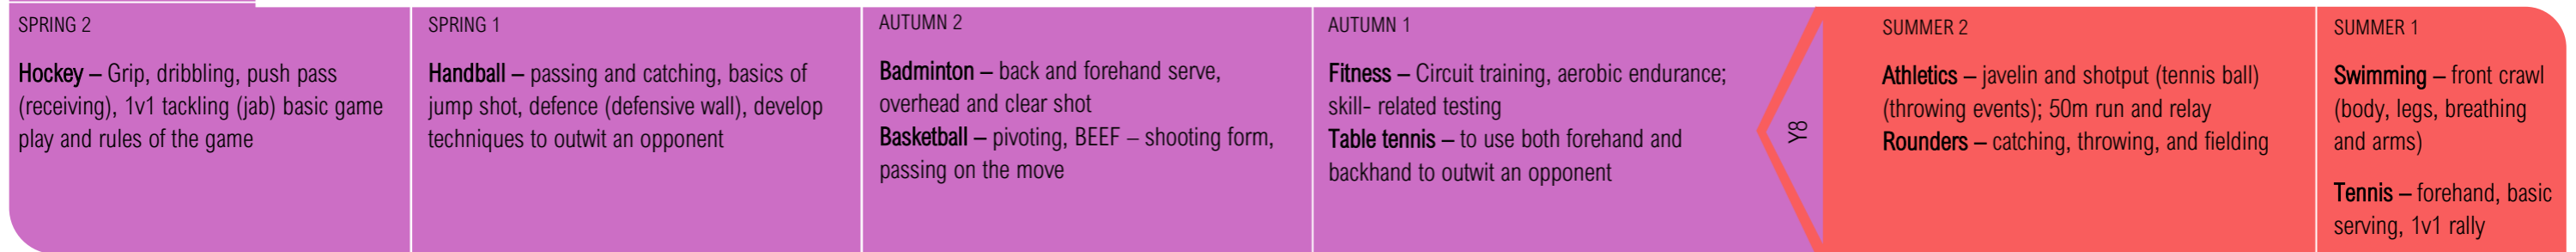 SPRING 2
Hockey – Grip, dribbling, push pass
(receiving), 1v1 tackling (jab) basic game
play and rules of the game
SPRING 1
Handball – passing and catching, basics of
jump shot, defence (defensive wall), develop
techniques to outwit an opponent
AUTUMN 2
Badminton – back and forehand serve,
overhead and clear shot
Basketball – pivoting, BEEF – shooting form,
passing on the move
AUTUMN 1
Fitness – Circuit training, aerobic endurance;
skill- related testing
Table tennis – to use both forehand and
backhand to outwit an opponent
Y8
SUMMER 2
Athletics – javelin and shotput (tennis ball)
(throwing events); 50m run and relay
Rounders – catching, throwing, and fielding
SUMMER 1
Swimming – front crawl
(body, legs, breathing
and arms)
Tennis – forehand, basic
serving, 1v1 rally